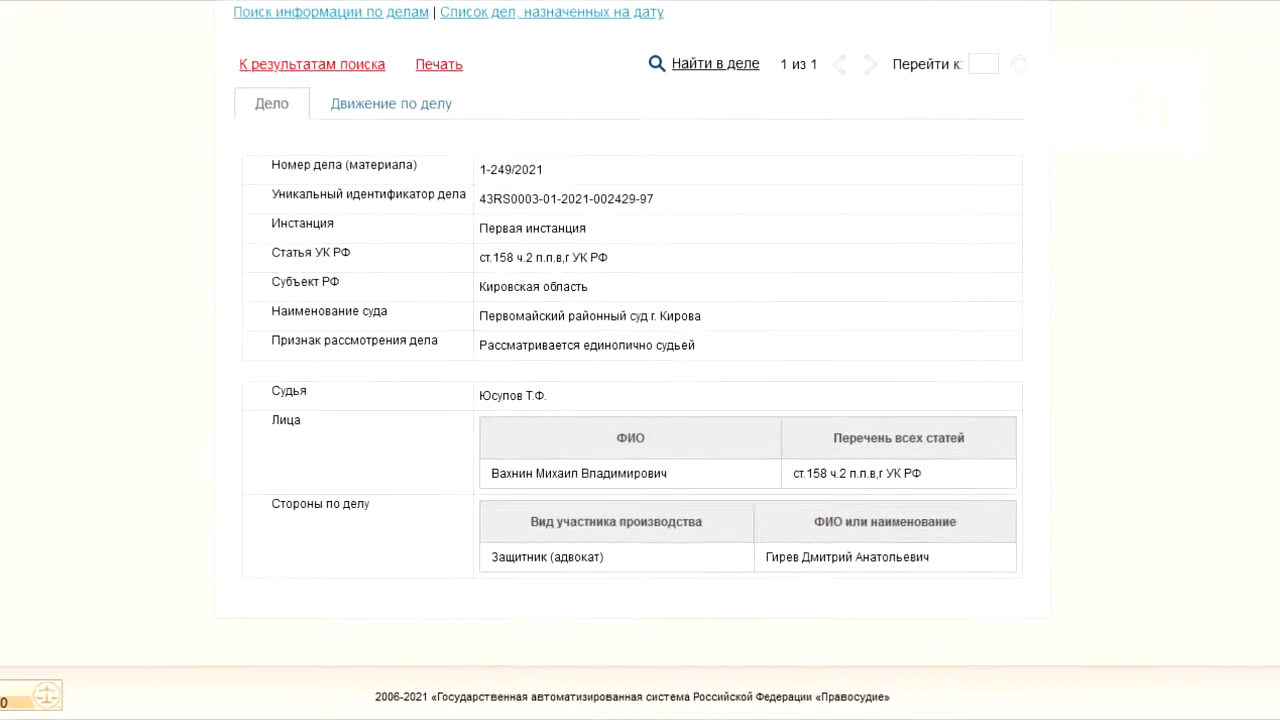 Поиск информации по делам | Список дел, назначенных на дату
К результатам поиска Печать Найти в деле 1 из 1 Перейти к:
Дело Движение по делу
Номер дела (материала) 1-249/2021
Уникальный идентификатор дела 43RS0003-01-2021-002429-97
Инстанция Первая инстанция
Статья УК РФ ст.158 ч.2 п.п.в,г УК РФ
Субъект РФ Кировская область
Наименование суда Первомайский районный суд г. Кирова
Признак рассмотрения дела Рассматривается единолично судьей
Судья Юсупов Т.Ф.
Лица
ФИО Перечень всех статей
Вахнин Михаил Владимирович ст.158 ч.2 п.п.в,г УК РФ
Стороны по делу
Вид участника производства ФИО или наименование
Защитник (адвокат) Гирев Дмитрий Анатольевич
0
2006-2021 «Государственная автоматизированная система Российской Федерации «Правосудие»